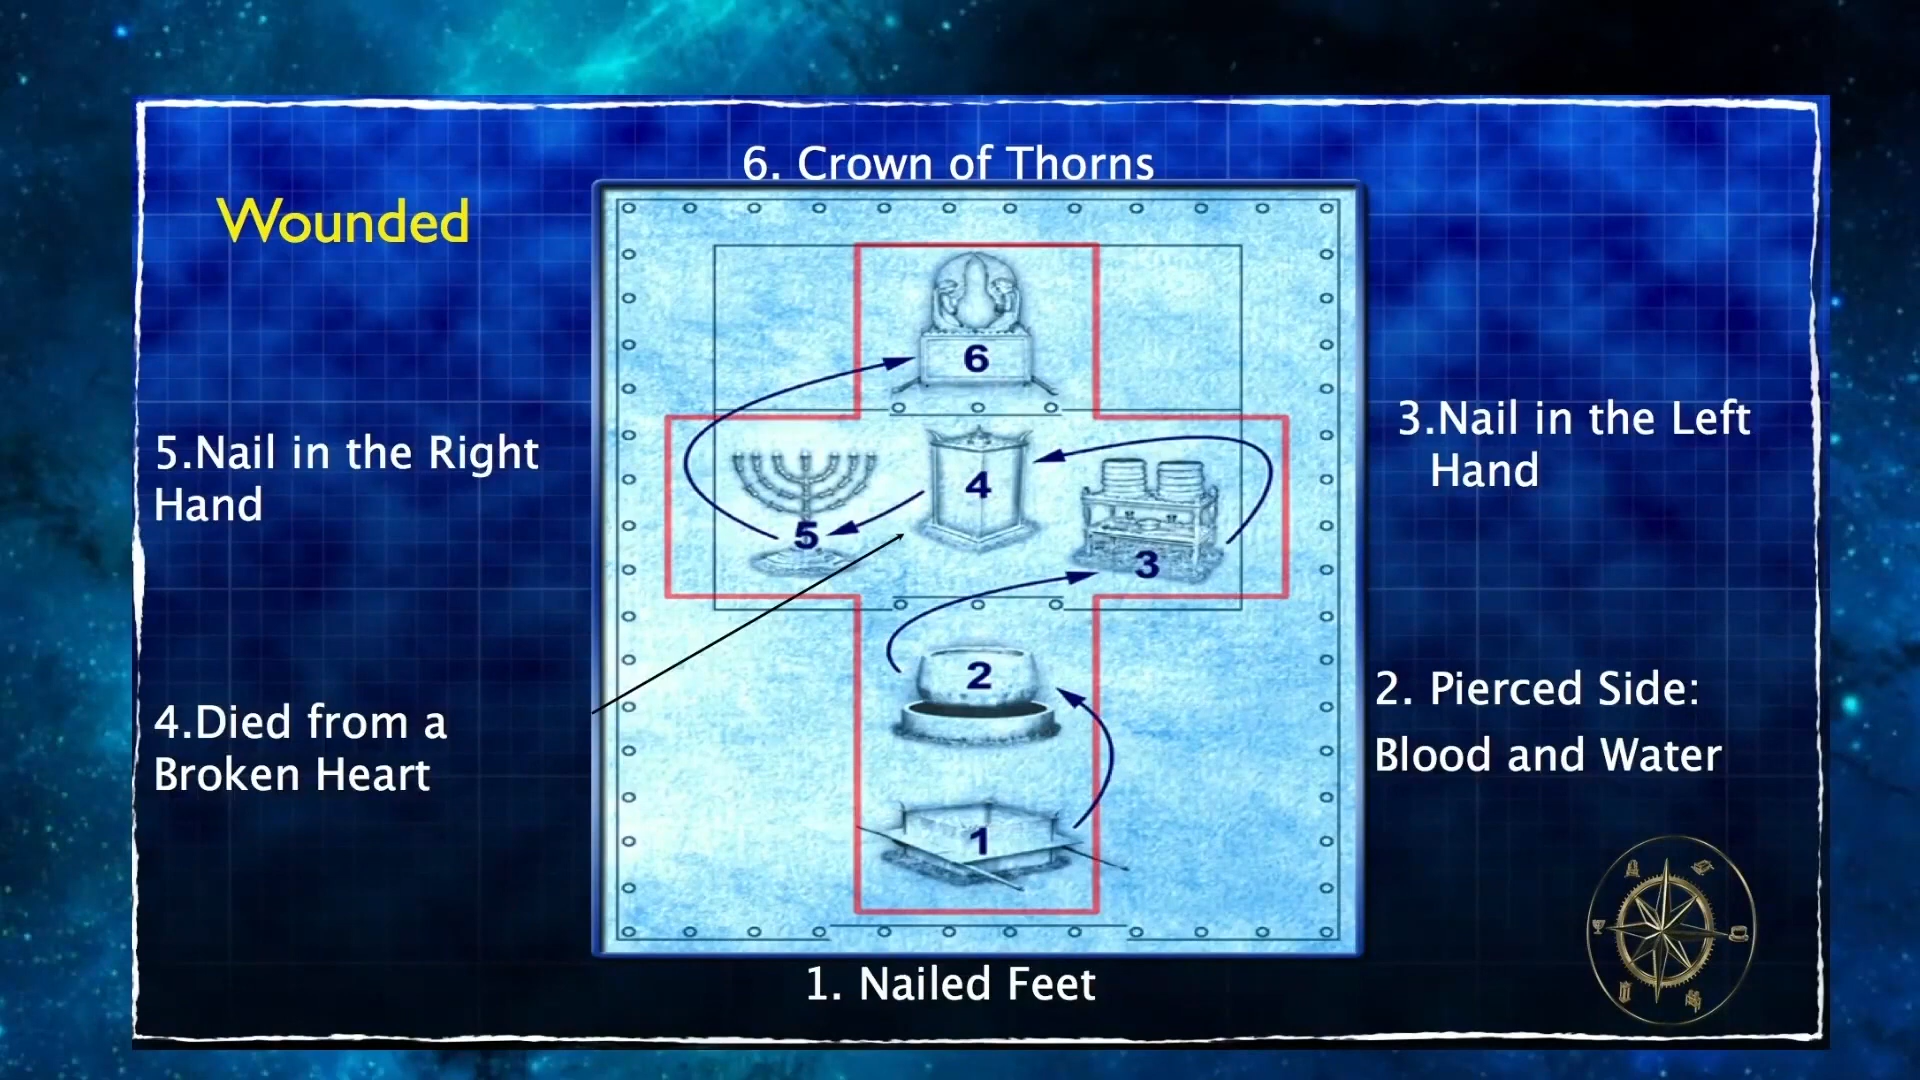 6. Crown of Thorns
Wounded
6
3.Nail in the Left
Hand
5.Nail in the Right
Hand
4
5
3
2
2. Pierced Side:
Blood and Water
4.Died from a
Broken Heart
1
1. Nailed Feet